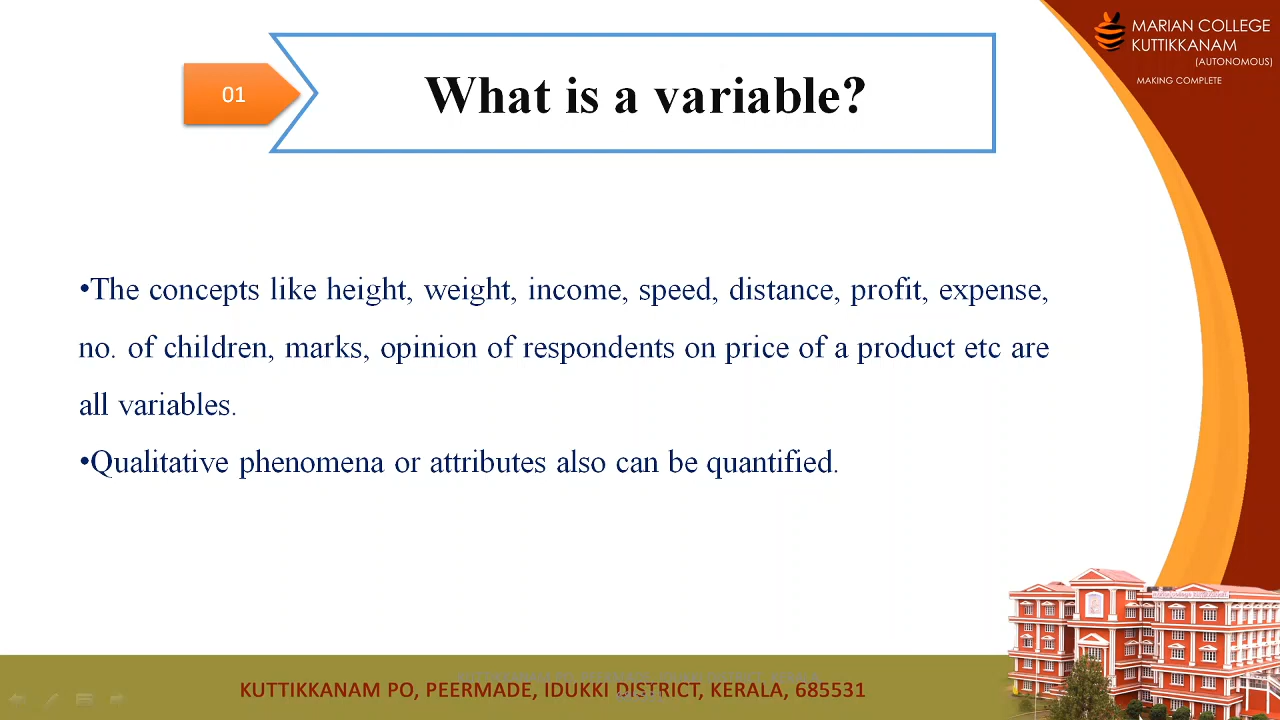 MARIAN COLLEGE
KUTTIKKANAM
(AUTONOMOUS)
MAKING COMPLETE
01
What is a variable?
•The concepts like height, weight, income, speed, distance, profit, expense,
no. of children, marks, opinion of respondents on price of a product etc are
all variables.
•Qualitative phenomena or attributes also can be quantified.
KUTTIKKANAM PO, PEERMADE, IDUKKI DISTRICT, KERALA, 685531